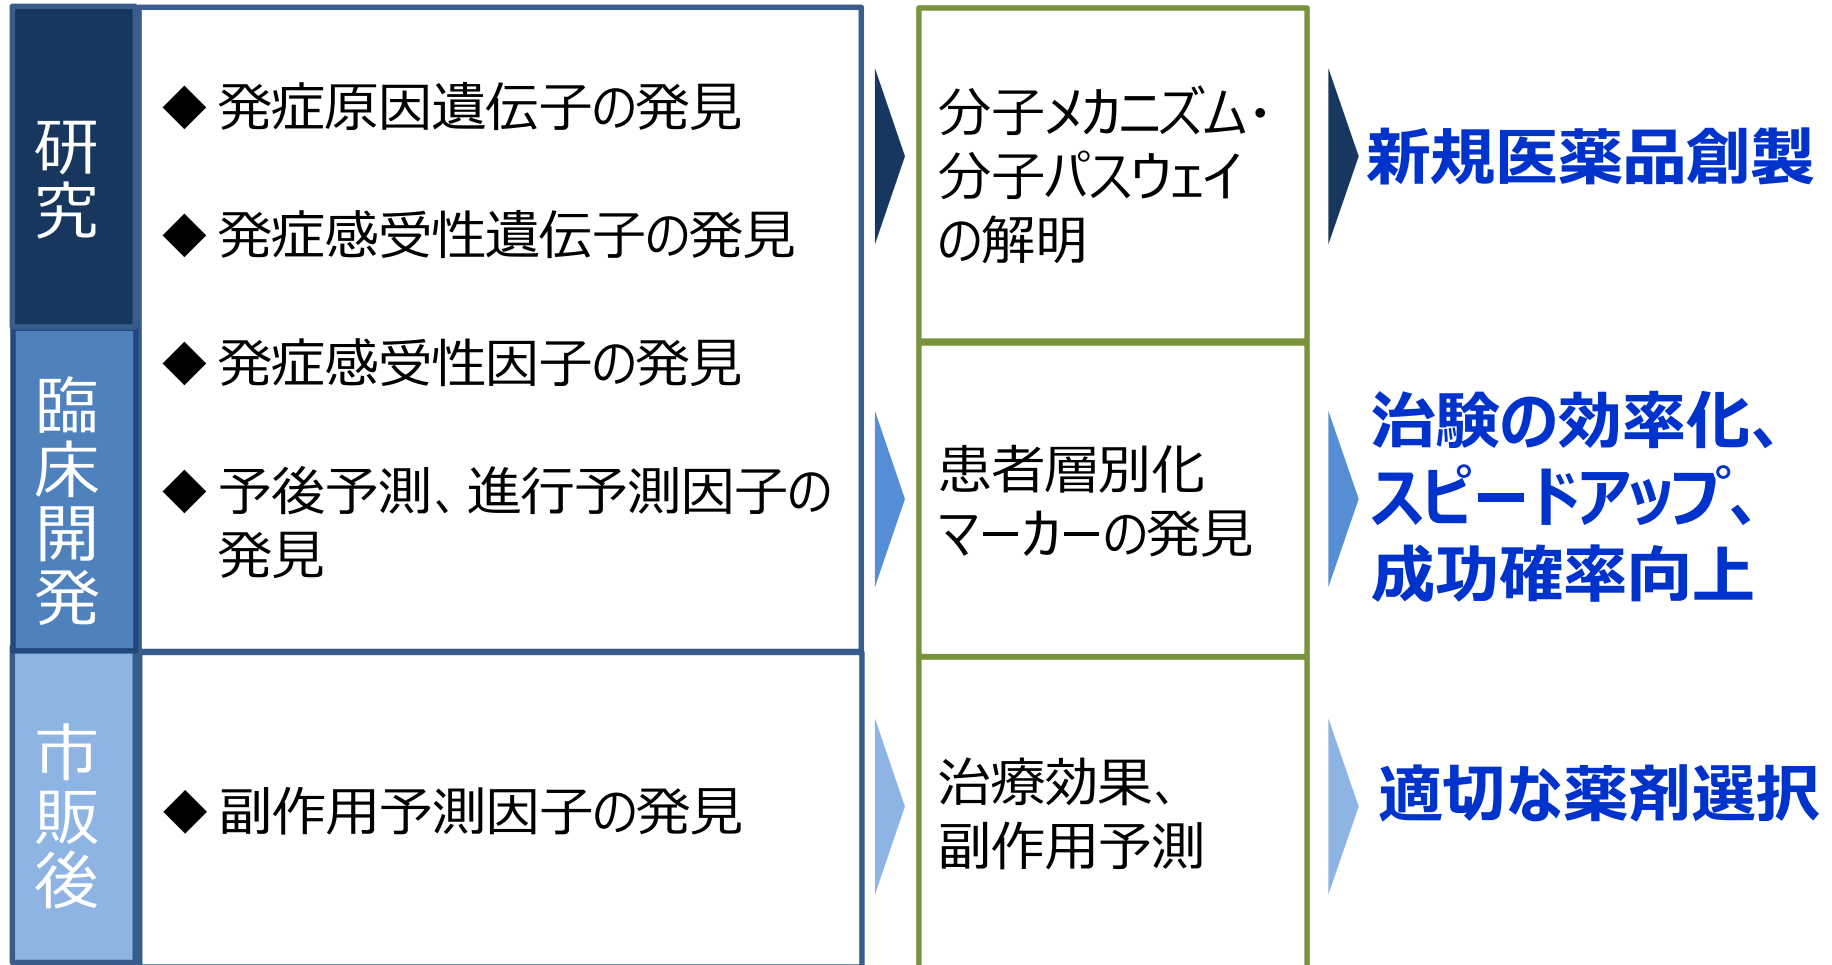 研究
◆ 発症原因遺伝子の発見
◆ 発症感受性遺伝子の発見
分子メカニズム・
分子パスウェイ
の解明
新規医薬品創製
臨床開発
◆ 発症感受性因子の発見
◆ 予後予測、進行予測因子の
発見
患者層別化
マーカーの発見
治験の効率化、
スピードアップ、
成功確率向上
市販後
◆ 副作用予測因子の発見
治療効果、
副作用予測
適切な薬剤選択